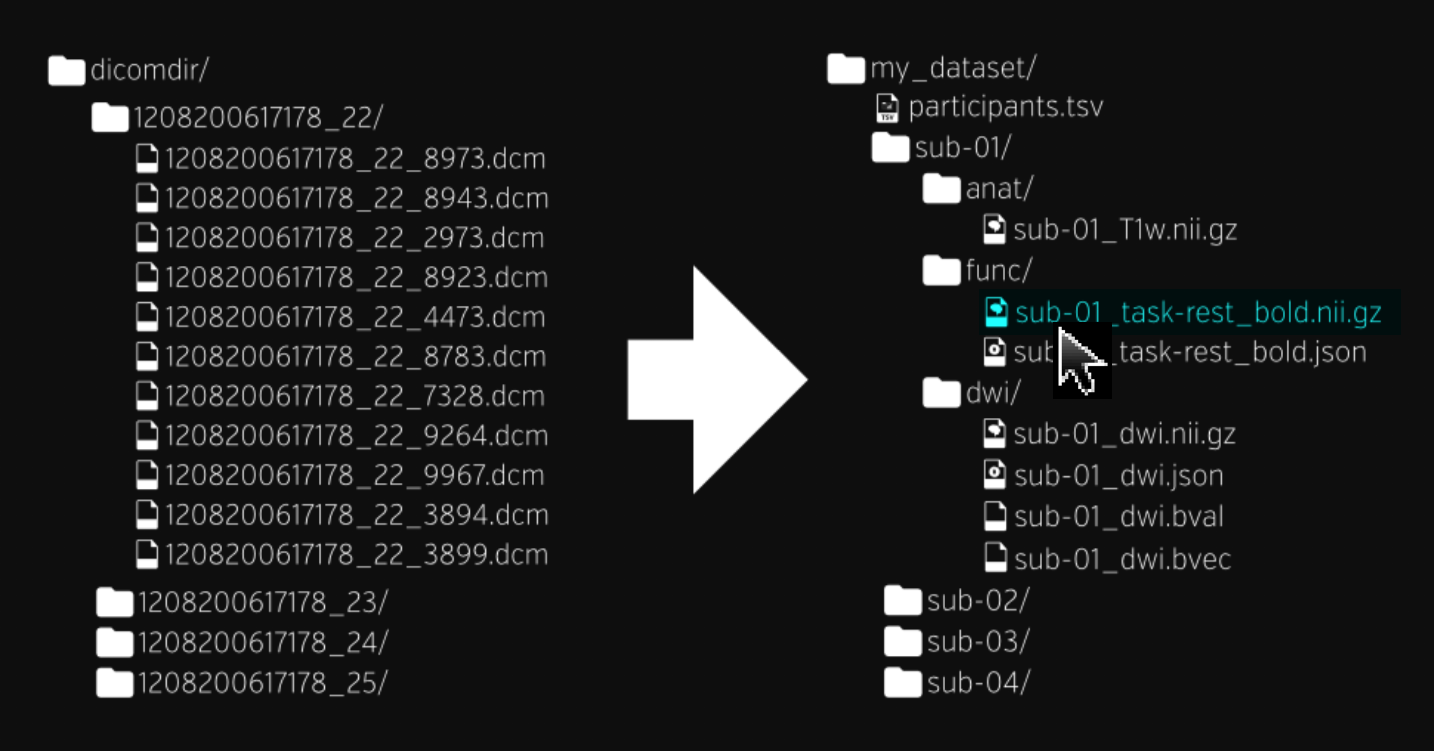 dicomdir/
1208200617178_22/
1208200617178_22_8973.dcm
1208200617178_22_8943.dcm
1208200617178_22_2973.dcm
1208200617178_22_8923.dcm
1208200617178_22_4473.dcm
1208200617178_22_8783.dcm
1208200617178_22_7328.dcm
1208200617178_22_9264.dcm
1208200617178_22_9967.dcm
1208200617178_22_3894.dcm
1208200617178_22_3899.dcm
1208200617178_23/
1208200617178_24/
1208200617178_25/
my_dataset/
TSV participants.tsv
sub-01/
anat/
sub-01_T1w.nii.gz
func/
sub-01_task-rest_bold.nii.gz
sub task-rest_bold.json
dwi/
sub-01_dwi.nii.gz
sub-01_dwi.json
sub-01_dwi.bval
sub-01_dwi.bvec
sub-02/
sub-03/
sub-04/